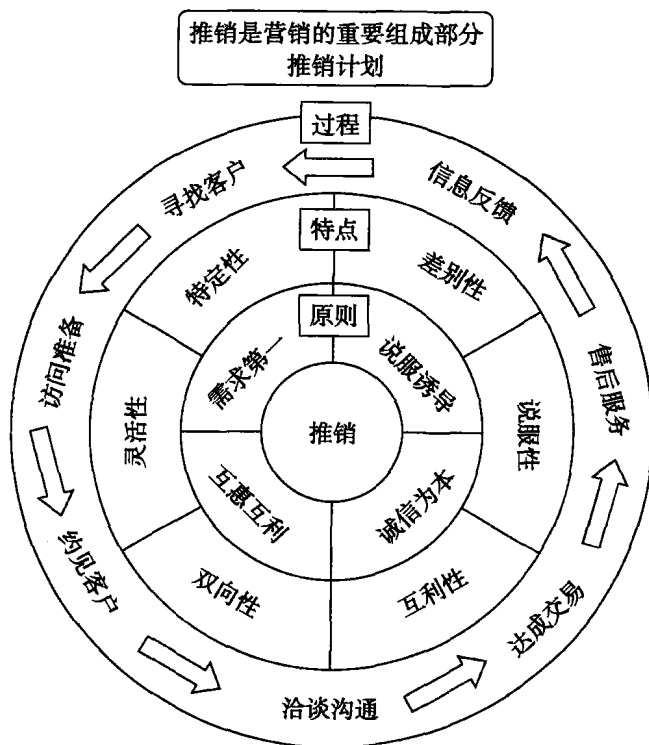 推销是营销的重要组成部分
推销计划
过程
寻找客户
访问准备
约见客户
洽谈沟通
达成交易
售后服务
信息反馈
特点
特定性
灵活性
双向性
互利性
说服性
差别性
原则
需求第一
互惠互利
诚信为本
说服诱导
推销